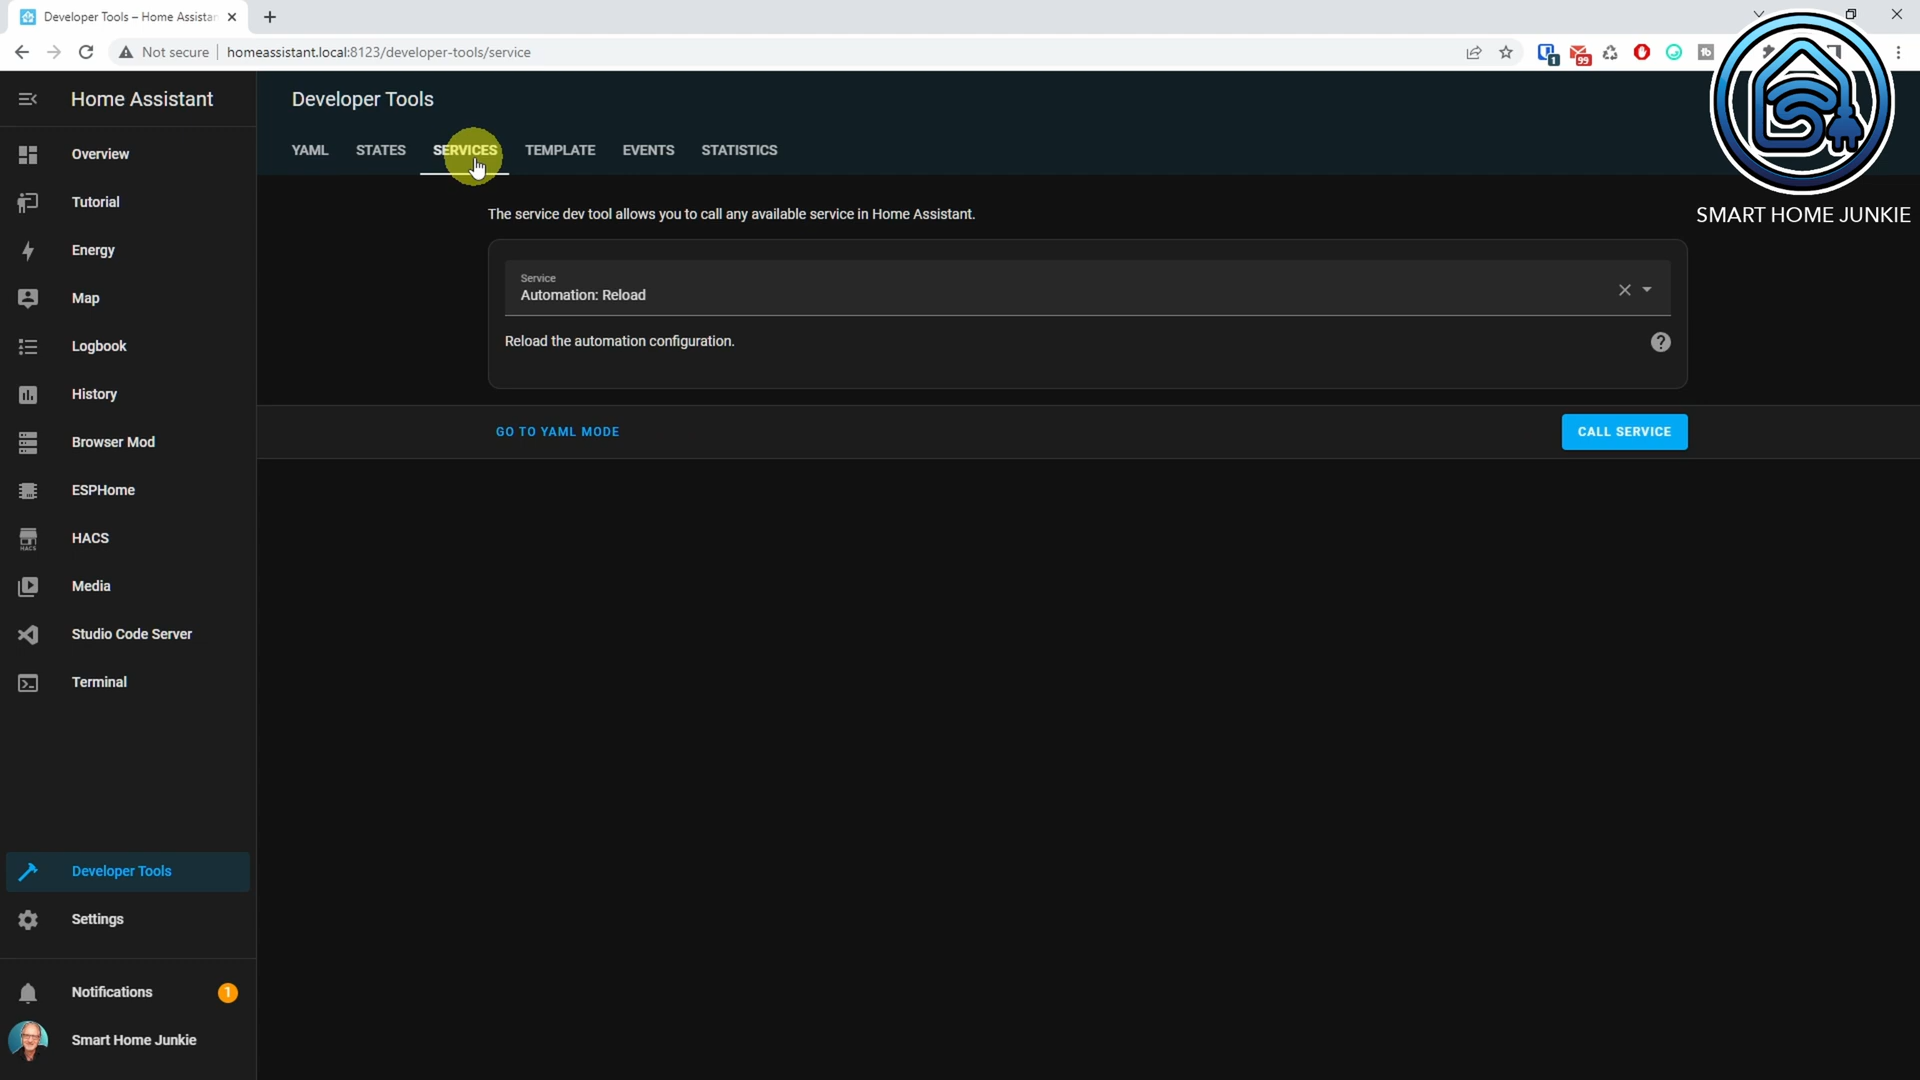 Developer Tools – Home Assistan
Not secure
homeassistant.local:8123/developer-tools/service
1
99
SMART HOME JUNKIE
Home Assistant
Overview
Tutorial
Energy
Map
Logbook
History
Browser Mod
ESPHome
HACS
HACS
Media
Studio Code Server
Terminal
Developer Tools
Settings
Notifications
1
Smart Home Junkie
Developer Tools
YAML STATES SERVICES TEMPLATE EVENTS STATISTICS
The service dev tool allows you to call any available service in Home Assistant.
Service
Automation: Reload
Reload the automation configuration.
GO TO YAML MODE
CALL SERVICE